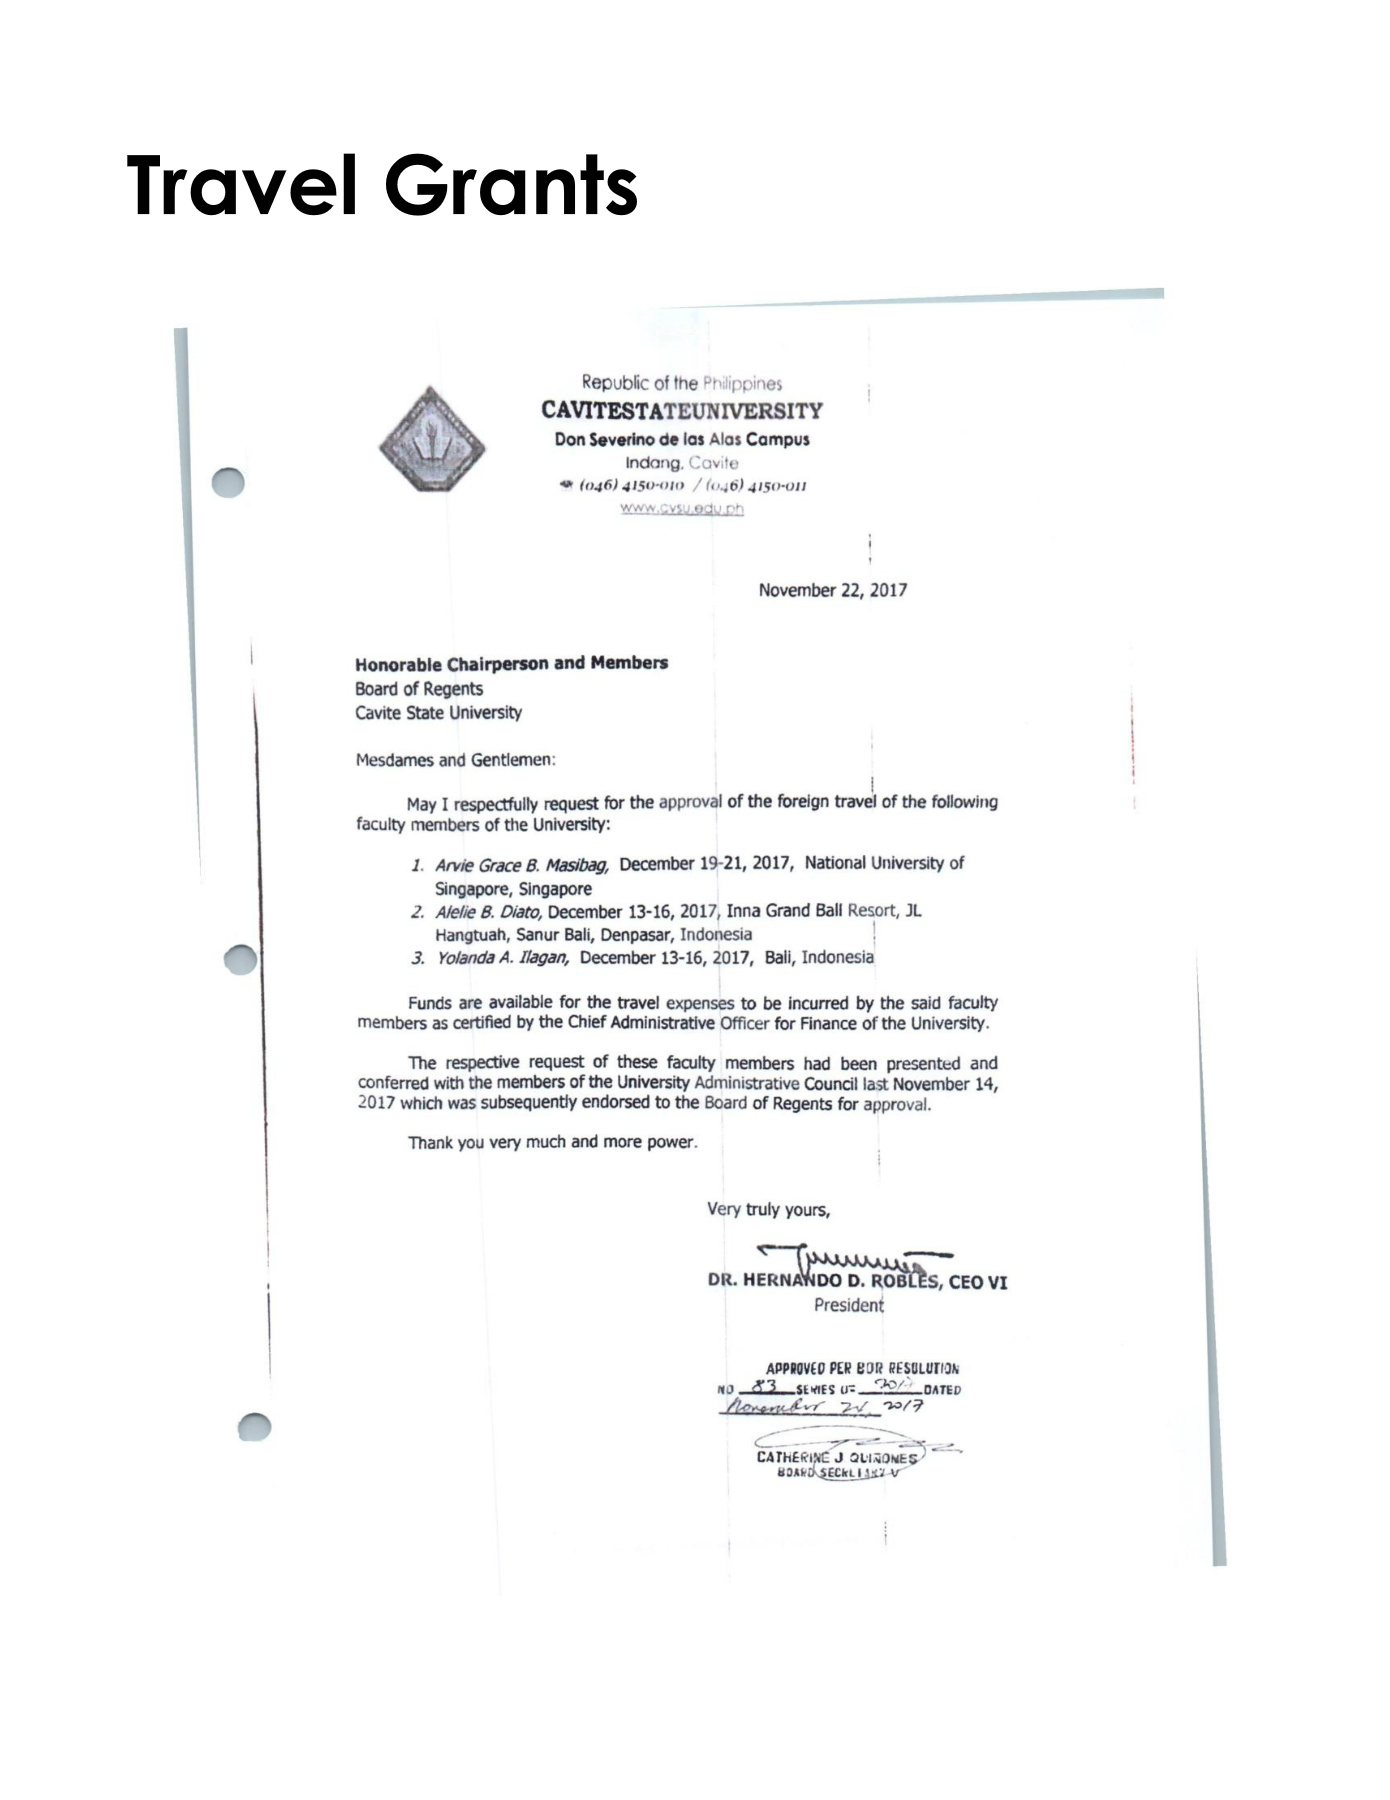 Travel Grants
Republic of the Philippines
CAVITESTATEUNIVERSITY
Don Severino de las Alas Campus
Indang, Cavite
☎ (046) 4150-010 / (046) 4150-011
www.cvsu.edu.ph
November 22, 2017
Honorable Chairperson and Members
Board of Regents
Cavite State University
Mesdames and Gentlemen:
May I respectfully request for the approval of the foreign travel of the following
faculty members of the University:
1. Arvie Grace B. Masibag, December 19-21, 2017, National University of
Singapore, Singapore
2. Alelie B. Diato, December 13-16, 2017, Inna Grand Ball Resort, JL
Hangtuah, Sanur Bali, Denpasar, Indonesia
3. Yolanda A. Ilagan, December 13-16, 2017, Bali, Indonesia
Funds are available for the travel expenses to be incurred by the said faculty
members as certified by the Chief Administrative Officer for Finance of the University.
The respective request of these faculty members had been presented and
conferred with the members of the University Administrative Council last November 14,
2017 which was subsequently endorsed to the Board of Regents for approval.
Thank you very much and more power.
Very truly yours,
DR. HERNANDO D. ROBLES, CEO VI
President
APPROVED PER BOR RESOLUTION
NO 83 SERIES OF 2017 DATED
November 2017
CATHERINE J QUIÑONES
BOARD SECRETARY V